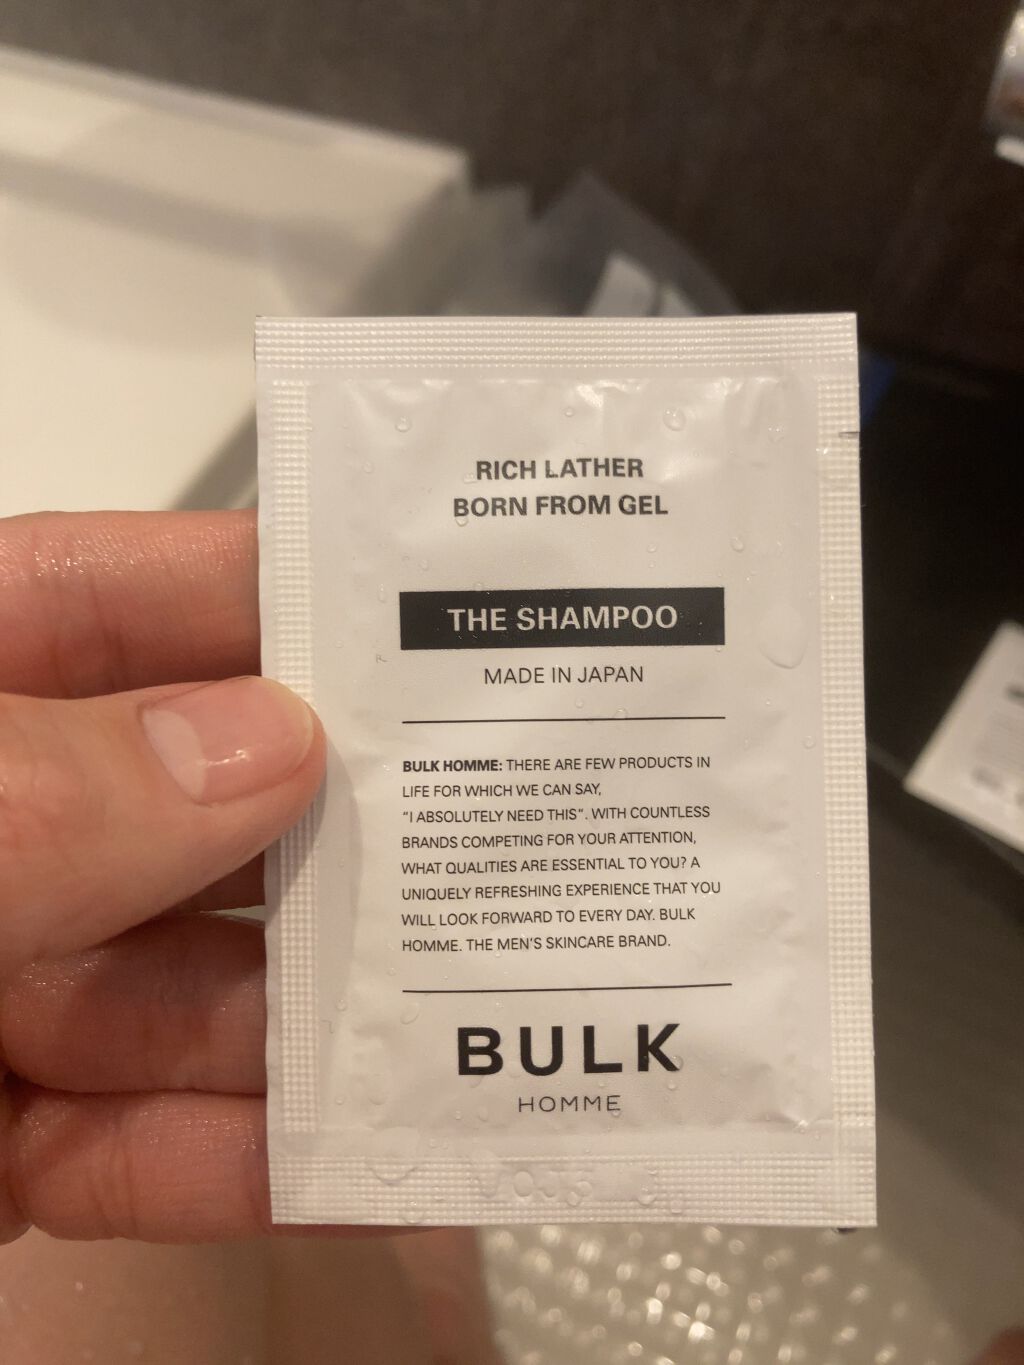 RICH LATHER
BORN FROM GEL
THE SHAMPOO
MADE IN JAPAN
BULK HOMME: THERE ARE FEW PRODUCTS IN
LIFE FOR WHICH WE CAN SAY,
"I ABSOLUTELY NEED THIS". WITH COUNTLESS
BRANDS COMPETING FOR YOUR ATTENTION,
WHAT QUALITIES ARE ESSENTIAL TO YOU? A
UNIQUELY REFRESHING EXPERIENCE THAT YOU
WILL LOOK FORWARD TO EVERY DAY. BULK
HOMME. THE MEN'S SKINCARE BRAND.
BULK
HOMME